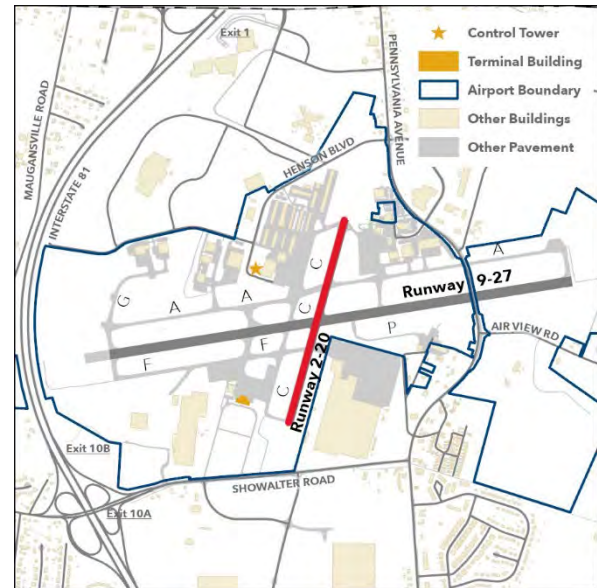 Exit 1
Control Tower
Terminal Building
Airport Boundary
Other Buildings
Other Pavement
MAUGANSVILLE ROAD
INTERSTATE 81
PENNSYLVANIA AVENUE
HENSON BLVD
G
A
A
C
C
C
A
Runway 9-27
F
F
P
AIR VIEW RD
Runway 2-20
C
Exit 10B
SHOWALTER ROAD
Exit 10A